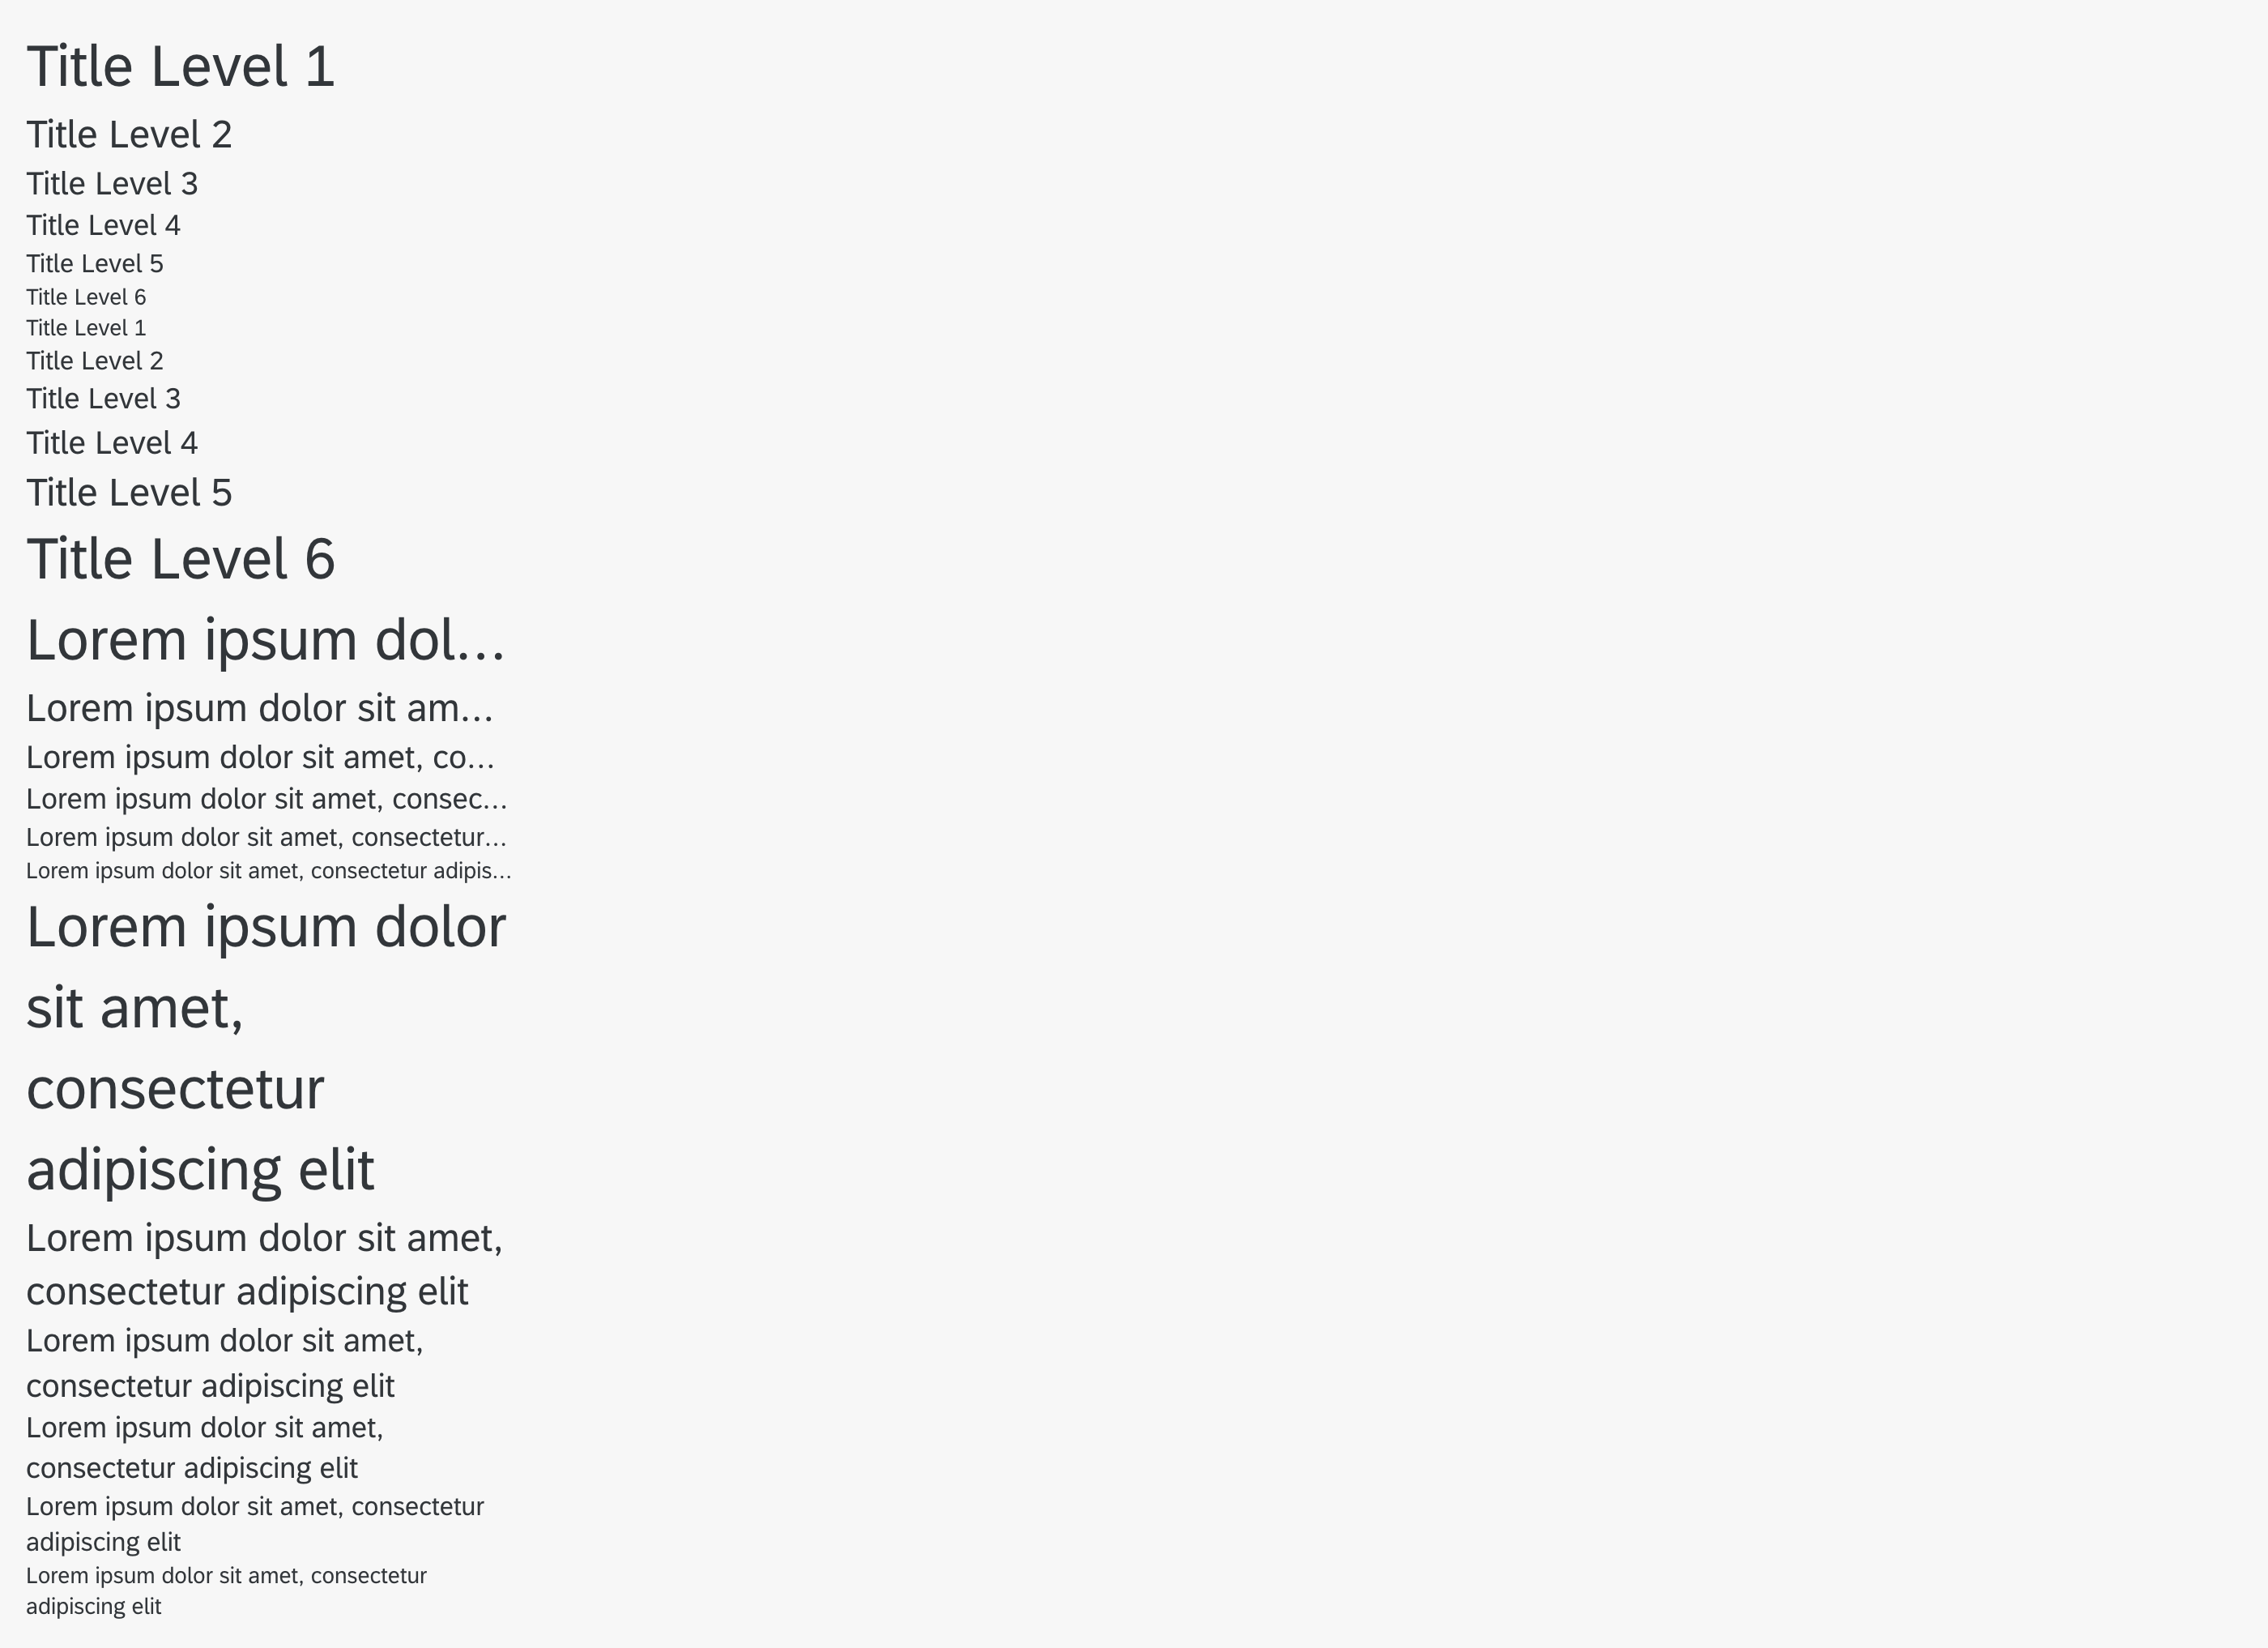 Title Level 1
Title Level 2
Title Level 3
Title Level 4
Title Level 5
Title Level 6
Title Level 1
Title Level 2
Title Level 3
Title Level 4
Title Level 5
Title Level 6
Lorem ipsum dol...
Lorem ipsum dolor sit am...
Lorem ipsum dolor sit amet, co...
Lorem ipsum dolor sit amet, consec...
Lorem ipsum dolor sit amet, consectetur...
Lorem ipsum dolor sit amet, consectetur adipis...
Lorem ipsum dolor
sit amet,
consectetur
adipiscing elit
Lorem ipsum dolor sit amet,
consectetur adipiscing elit
Lorem ipsum dolor sit amet,
consectetur adipiscing elit
Lorem ipsum dolor sit amet,
consectetur adipiscing elit
Lorem ipsum dolor sit amet, consectetur
adipiscing elit
Lorem ipsum dolor sit amet, consectetur
adipiscing elit